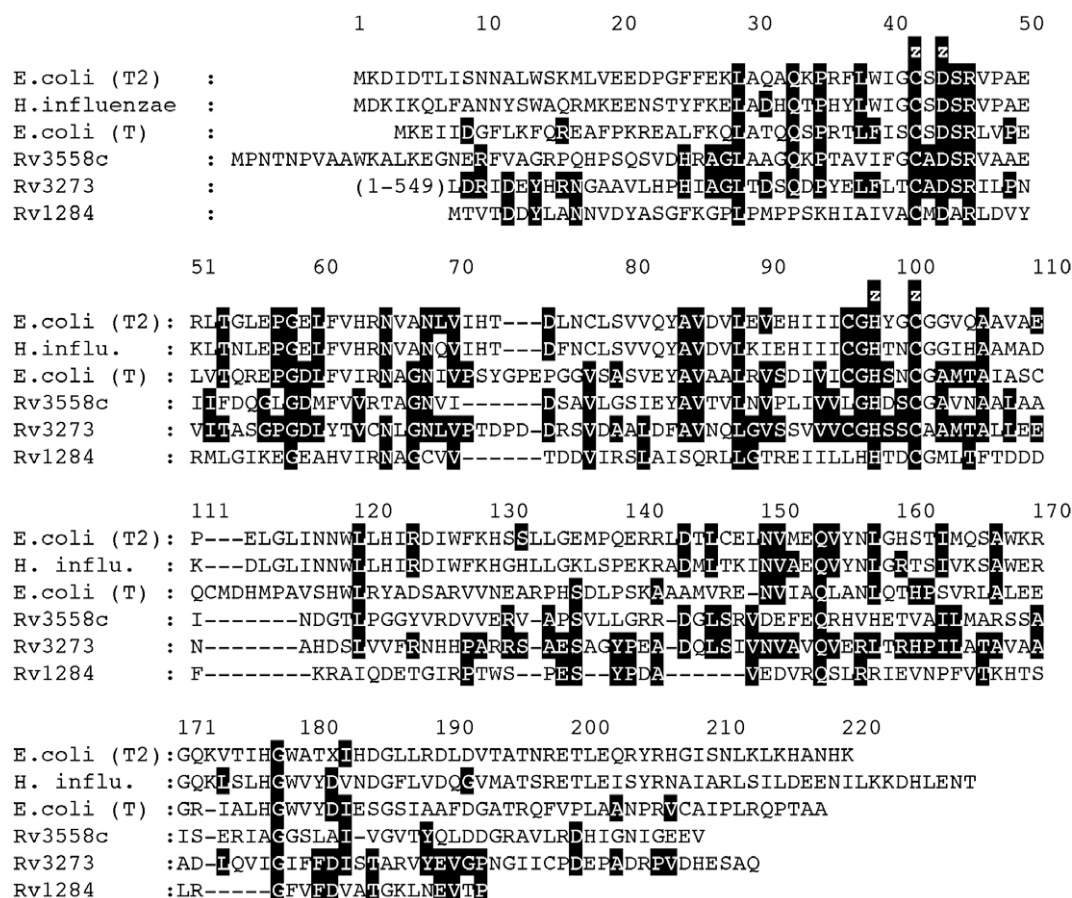 1 10 20 30 40 50
z z
E.coli (T2) : MKDIDTLISNNALWSKMLVEEDPGFFEKLAQAQKPRFLWIGCSDSRVPAE
H.influenzae : MDKIKQLFANNYSWAQRMKEENSTYFKELADHQTPHYLWIGCSDSRVPAE
E.coli (T) : MKEIIDGFLKFQREAFPKREALFKQLATQQSPRTLFISCSDSRLVPE
Rv3558c : MPNTNPVAAWKALKEGNERFVAGRPQHPSQSVDHRAGLAAGQKPTAVIFGCADSRVAAE
Rv3273 : (1-549)LDRIDEYHRNGAAVLHPHIAGLTDSQDPYELFLTCADSRILPN
Rv1284 : MTVTDDYLANNVDYASGFKGPLPMPPSKHIAIVACMDARLDVY
51 60 70 80 90 100 110
z z
E.coli (T2): RLTGLEPGELFVHRNVANLVIHT---DLNCLSVVQYAVDVLEVEHIIICGHYGCGGVQAAVAE
H.influ. : KLTNLEPGELFVHRNVANQVIHT---DFNCLSVVQYAVDVLKIEHIIICGHTNCGGIHAAMAD
E.coli (T) : LVTQREPGDLFVIRNAGNIVPSYGPEPGGVSASVEYAVAALRVSDIVICGHSNCGAMTAIASC
Rv3558c : IIFDQGLGDMFVVRTAGNVI------DSAVLGSIEYAVTVLNVPLIVVLGHDSCGAVNAALAA
Rv3273 : VITASGPGDLYTVCNLGNLVPTDPD-DRSVDAALDFAVNQLGVSSVVVCGHSSCAAMTALLEE
Rv1284 : RMLGIKEGEAHVIRNAGCVV------TDDVIRSLAISQRLLGTREIILLHHTDCGMLTFTDDD
111 120 130 140 150 160 170
E.coli (T2): P---ELGLINNWLLHIRDIWFKHSSLLGEMPQERRLDTLCELNVMEQVYNLGHSTIMQSAWKR
H. influ. : K---DLGLINNWLLHIRDIWFKHGHLLGKLSPEKRADMLTKINVAEQVYNLGRTSIVKSAWER
E.coli (T) : QCMDHMPAVSHWLRYADSARVVNEARPHSDLPSKAAAMVRE-NVIAQLANLQTHPSVRLALEE
Rv3558c : I-------NDGTLPGGYVRDVVERV-APSVLLGRR-DGLSRVDEFEQRHVHETVAILMARSSA
Rv3273 : N-------AHDSLVVFRNHHPARRS-AESAGYPEA-DQLSIVNVAVQVERLTRHPILATAVAA
Rv1284 : F--------KRAIQDETGIRPTWS--PES--YPDA------VEDVRQSLRRIEVNPFVTKHTS
171 180 190 200 210 220
E.coli (T2):GQKVTIHGWATXIHDGLLRDLDVTATNRETLEQRYRHGISNLKLKHANHK
H. influ. :GQKLSLHGWVYDVNDGFLVDQGVMATSRETLEISYRNAIARLSILDEENILKKDHLENT
E.coli (T) :GR-IALHGWVYDIESGSIAAFDGATRQFVPLAANPRVCAIPLRQPTAA
Rv3558c :IS-ERIAGGSLAI-VGVTYQLDDGRAVLRDHIGNIGEEV
Rv3273 :AD-LQVIGIFFDISTARVYEVGPNGIICPDEPADRPVDHESAQ
Rv1284 :LR-----GFVFDVATGKLNEVTP